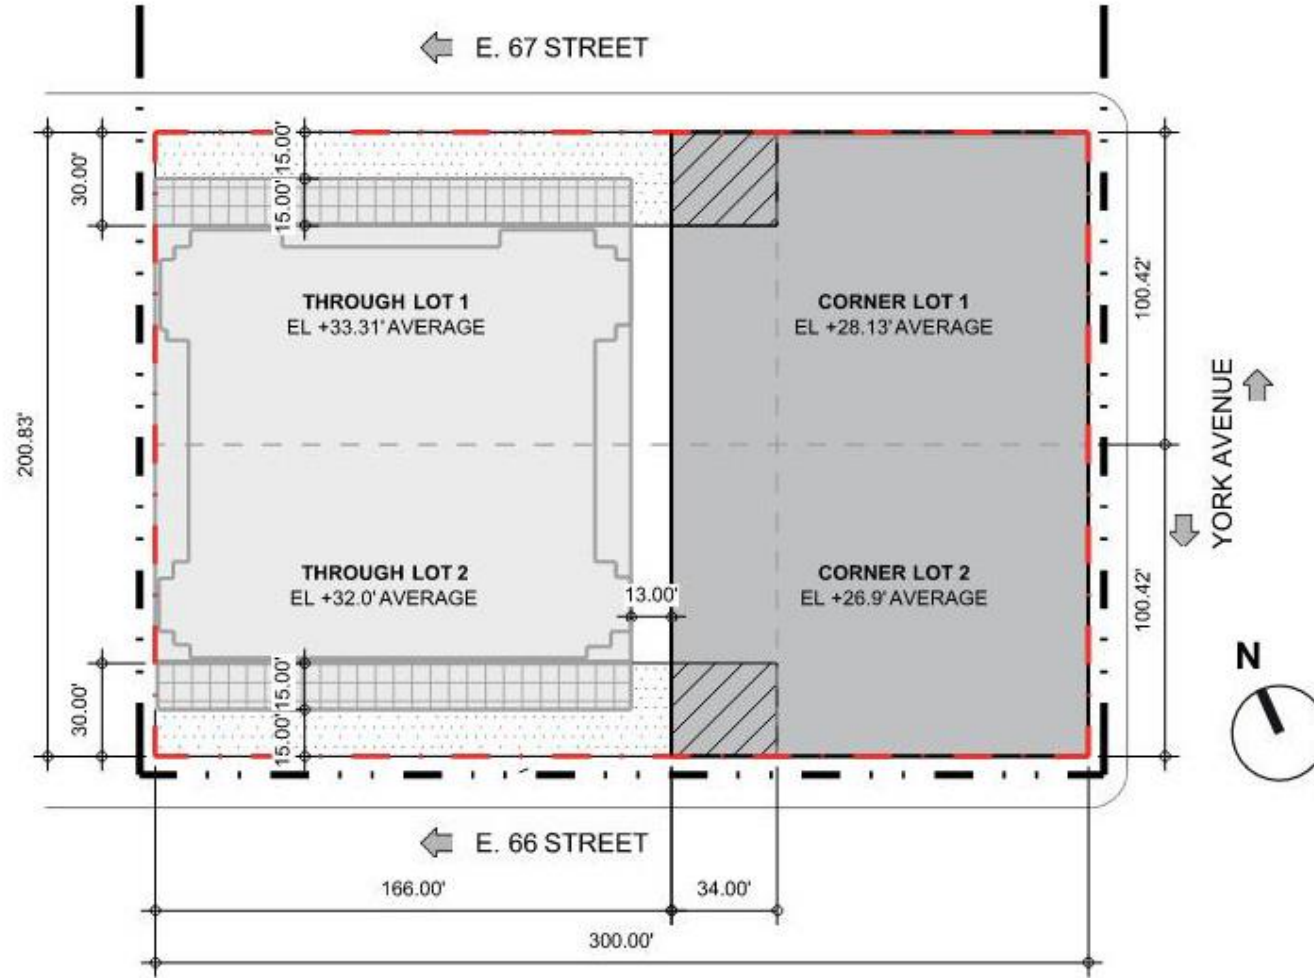 E. 67 STREET
30.00'
15.00'
15.00'
THROUGH LOT 1
EL +33.31' AVERAGE
CORNER LOT 1
EL +28.13' AVERAGE
100.42'
200.83'
YORK AVENUE
THROUGH LOT 2
EL +32.0' AVERAGE
13.00'
CORNER LOT 2
EL +26.9' AVERAGE
100.42'
30.00'
15.00'
15.00'
N
E. 66 STREET
166.00'
34.00'
300.00'